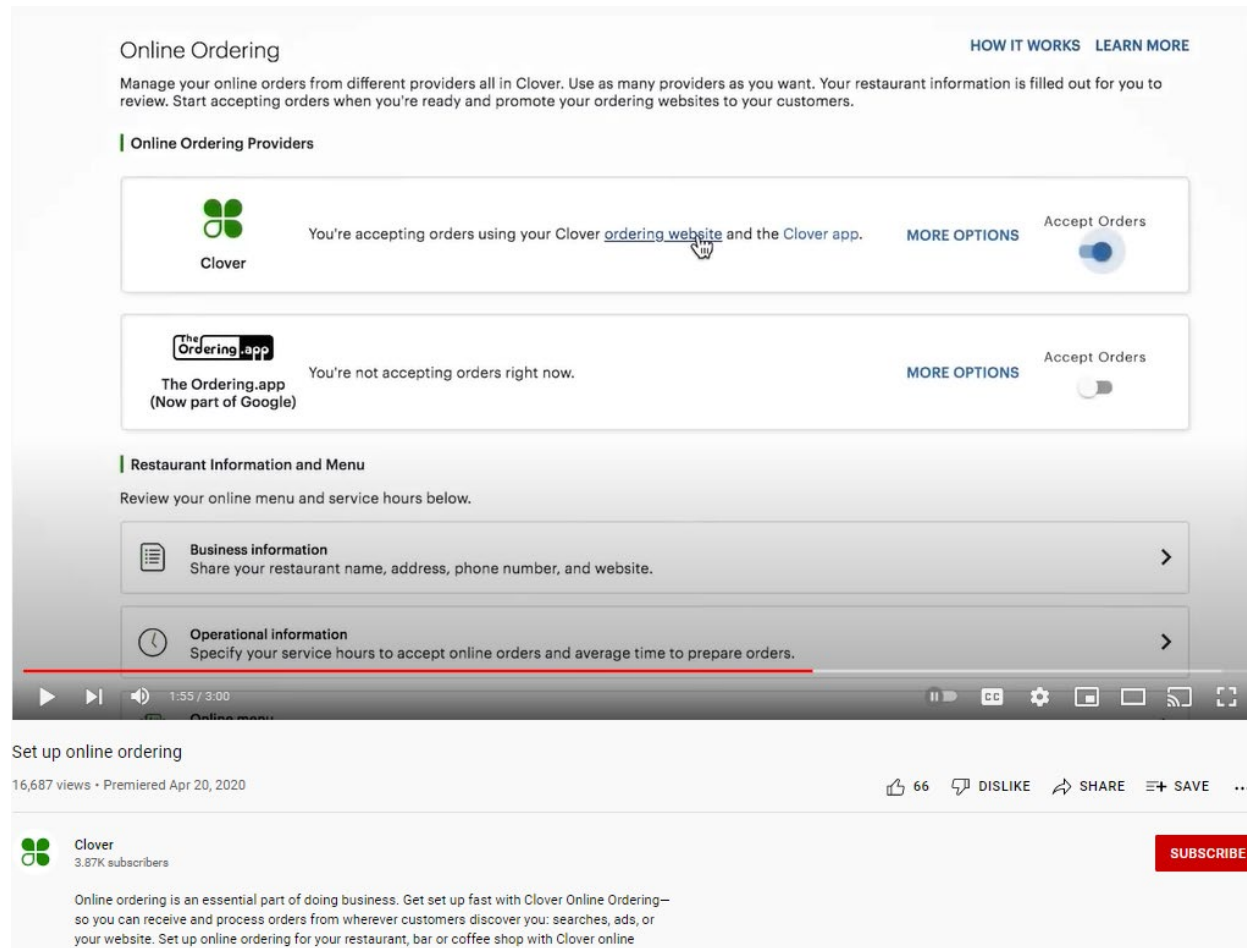 Online Ordering
HOW IT WORKS LEARN MORE
Manage your online orders from different providers all in Clover. Use as many providers as you want. Your restaurant information is filled out for you to
review. Start accepting orders when you're ready and promote your ordering websites to your customers.
Online Ordering Providers
Clover
You're accepting orders using your Clover ordering website and the Clover app.
MORE OPTIONS
Accept Orders
The
Ordering.app
The Ordering.app
(Now part of Google)
You're not accepting orders right now.
MORE OPTIONS
Accept Orders
Restaurant Information and Menu
Review your online menu and service hours below.
Business information
Share your restaurant name, address, phone number, and website.
Operational information
Specify your service hours to accept online orders and average time to prepare orders.
Online menu
1:55 / 3:00
CC
Set up online ordering
16,687 views • Premiered Apr 20, 2020
66 DISLIKE SHARE SAVE
Clover
3.87K subscribers
SUBSCRIBE
Online ordering is an essential part of doing business. Get set up fast with Clover Online Ordering—
so you can receive and process orders from wherever customers discover you: searches, ads, or
your website. Set up online ordering for your restaurant, bar or coffee shop with Clover online